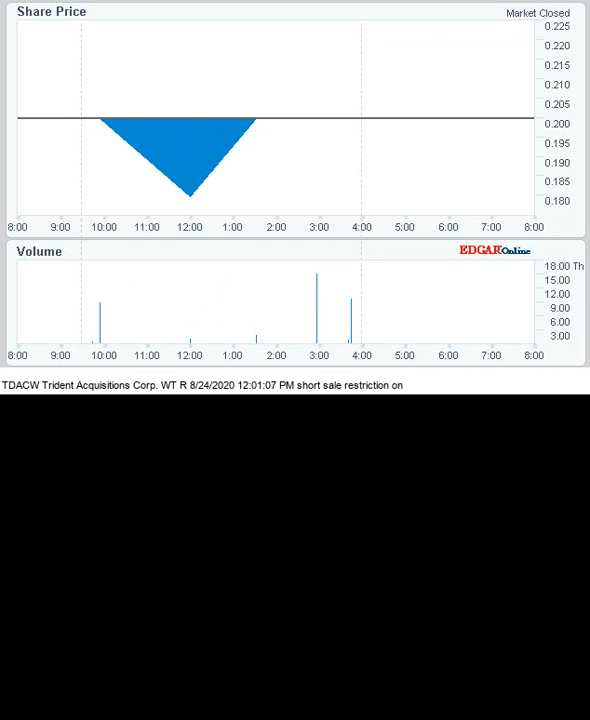 Share Price
Market Closed
0.225
0.220
0.215
0.210
0.205
0.200
0.195
0.190
0.185
0.180
8:00 9:00 10:00 11:00 12:00 1:00 2:00 3:00 4:00 5:00 6:00 7:00 8:00
Volume
EDGAROnline
18.00 Th
15.00
12.00
9.00
6.00
3.00
8:00 9:00 10:00 11:00 12:00 1:00 2:00 3:00 4:00 5:00 6:00 7:00 8:00
TDACW Trident Acquisitions Corp. WT R 8/24/2020 12:01:07 PM short sale restriction on